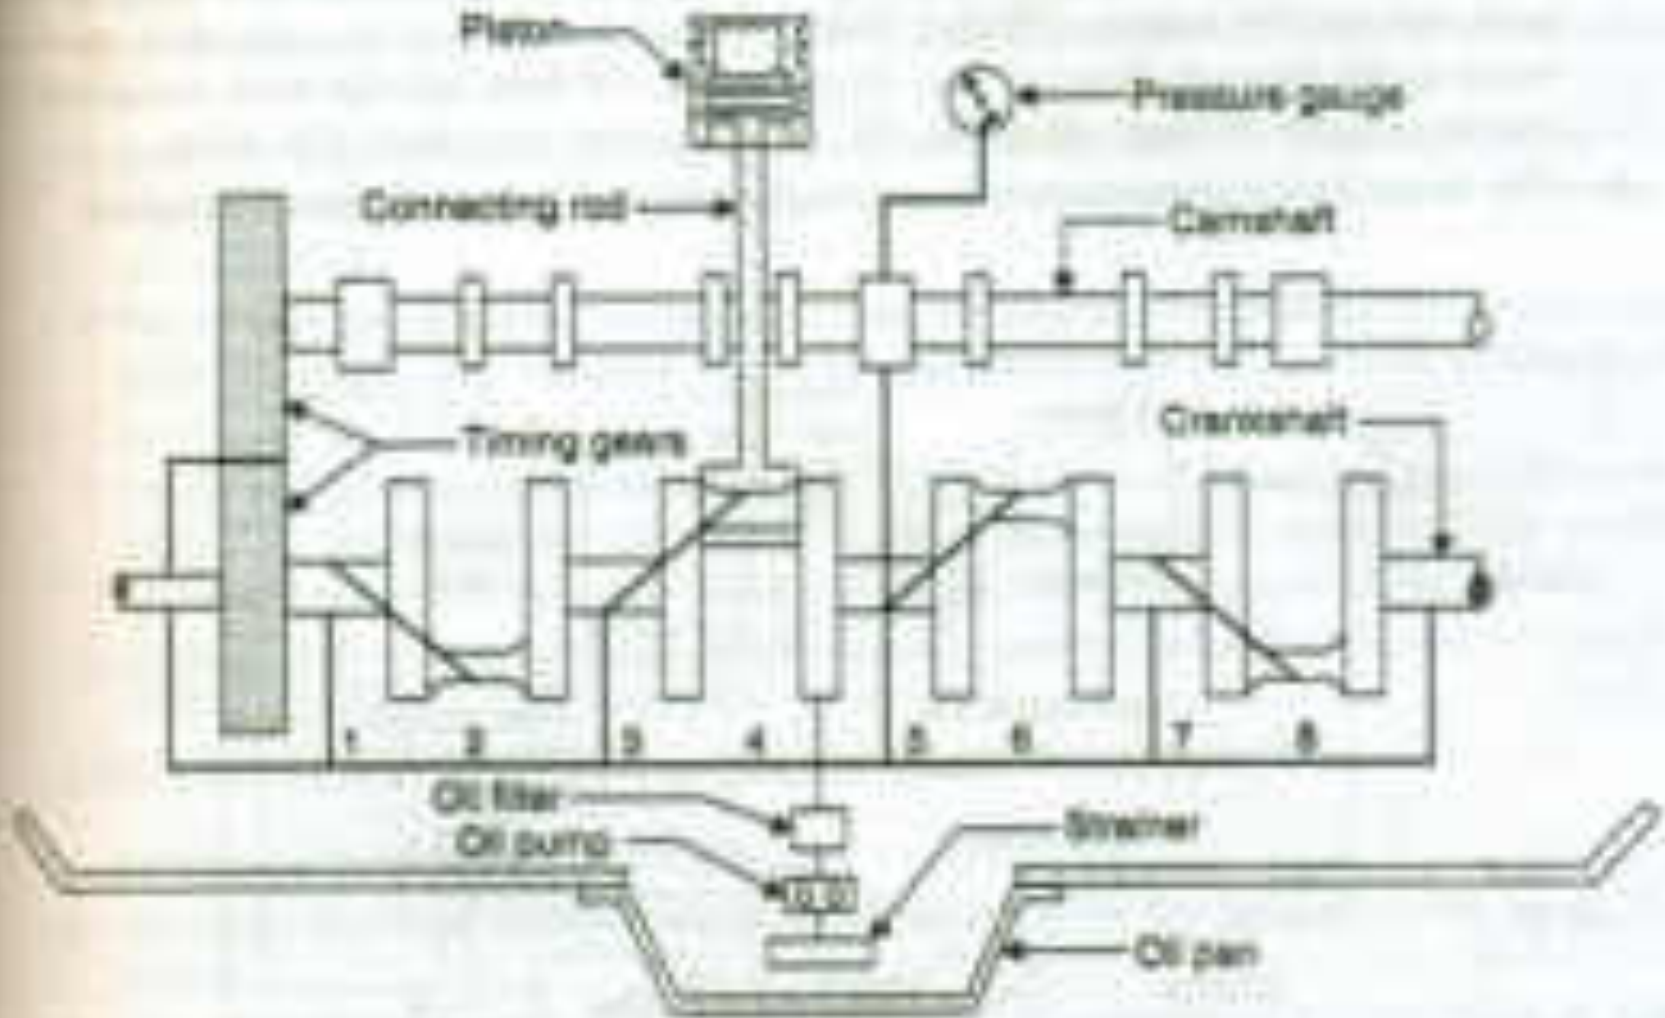 Piston
Pressure gauge
Connecting rod
Camshaft
Crankshaft
Timing gears
1 2 3 4 5 6 7 8
Oil filter
Oil pump
Strainer
Oil pan